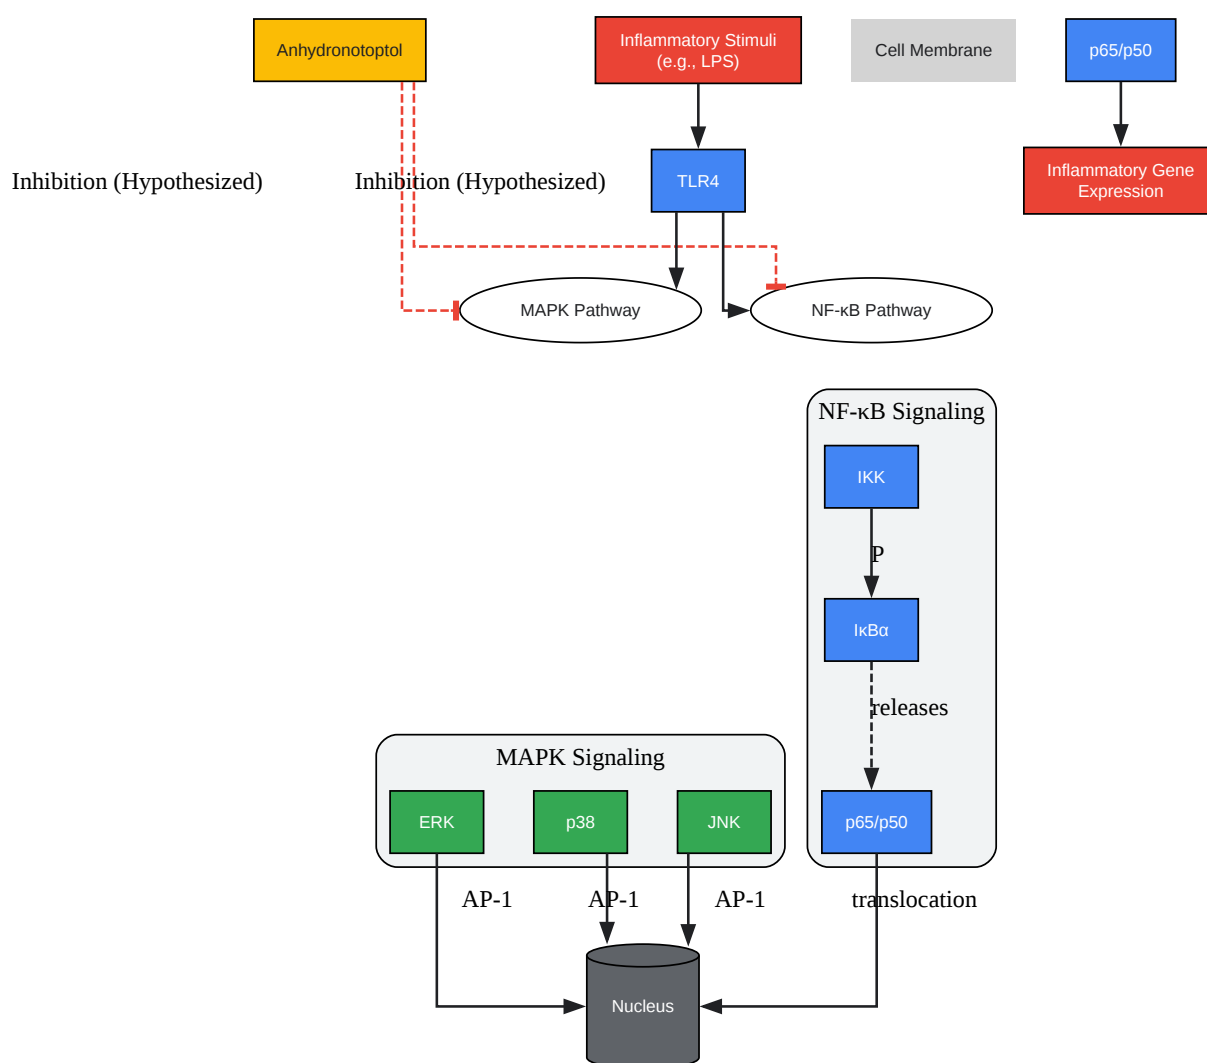 Anhydronotoptol
Inflammatory Stimuli
(e.g., LPS)
Cell Membrane
p65/p50
Inhibition (Hypothesized)
Inhibition (Hypothesized)
TLR4
Inflammatory Gene
Expression
MAPK Pathway
NF-κB Pathway
NF-κB Signaling
IKK
P
IκBα
releases
MAPK Signaling
ERK
p38
JNK
p65/p50
AP-1
AP-1
AP-1
translocation
Nucleus